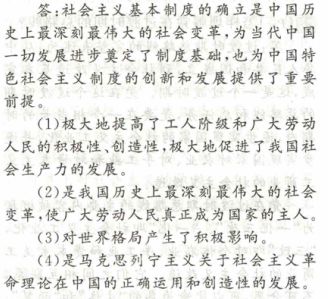 答:社会主义基本制度的确立是中国历
史上最深刻最伟大的社会变革,为当代中国
一切发展进步奠定了制度基础,也为中国特
色社会主义制度的创新和发展提供了重要
前提。
(1)极大地提高了工人阶级和广大劳动
人民的积极性、创造性,极大地促进了我国社
会生产力的发展。
(2)是我国历史上最深刻最伟大的社会
变革,使广大劳动人民真正成为国家的主人。
(3)对世界格局产生了积极影响。
(4)是马克思列宁主义关于社会主义革
命理论在中国的正确运用和创造性的发展。